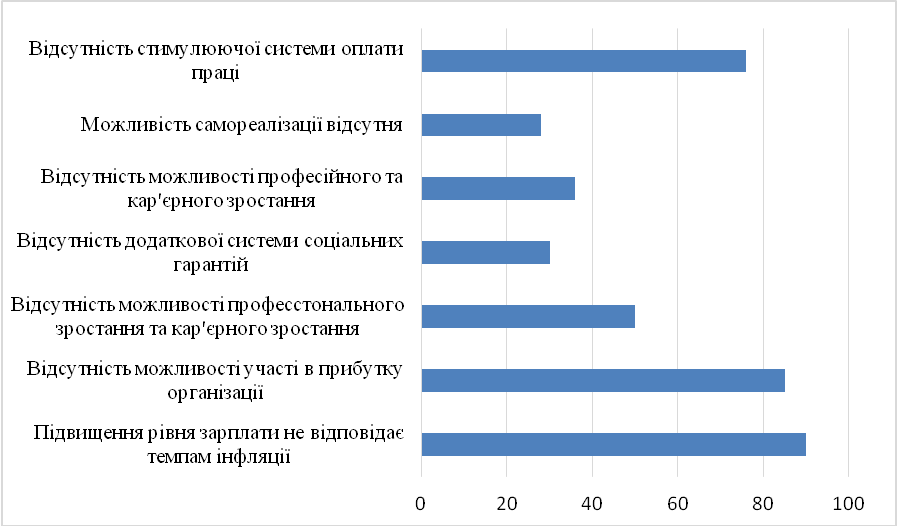 Відсутність стимулюючої системи оплати
праці
Можливість самореалізації відсутня
Відсутність можливості професійного та
кар'єрного зростання
Відсутність додаткової системи соціальних
гарантій
Відсутність можливості професстонального
зростання та кар'єрного зростання
Відсутність можливості участі в прибутку
організації
Підвищення рівня зарплати не відповідає
темпам інфляції
0 20 40 60 80 100